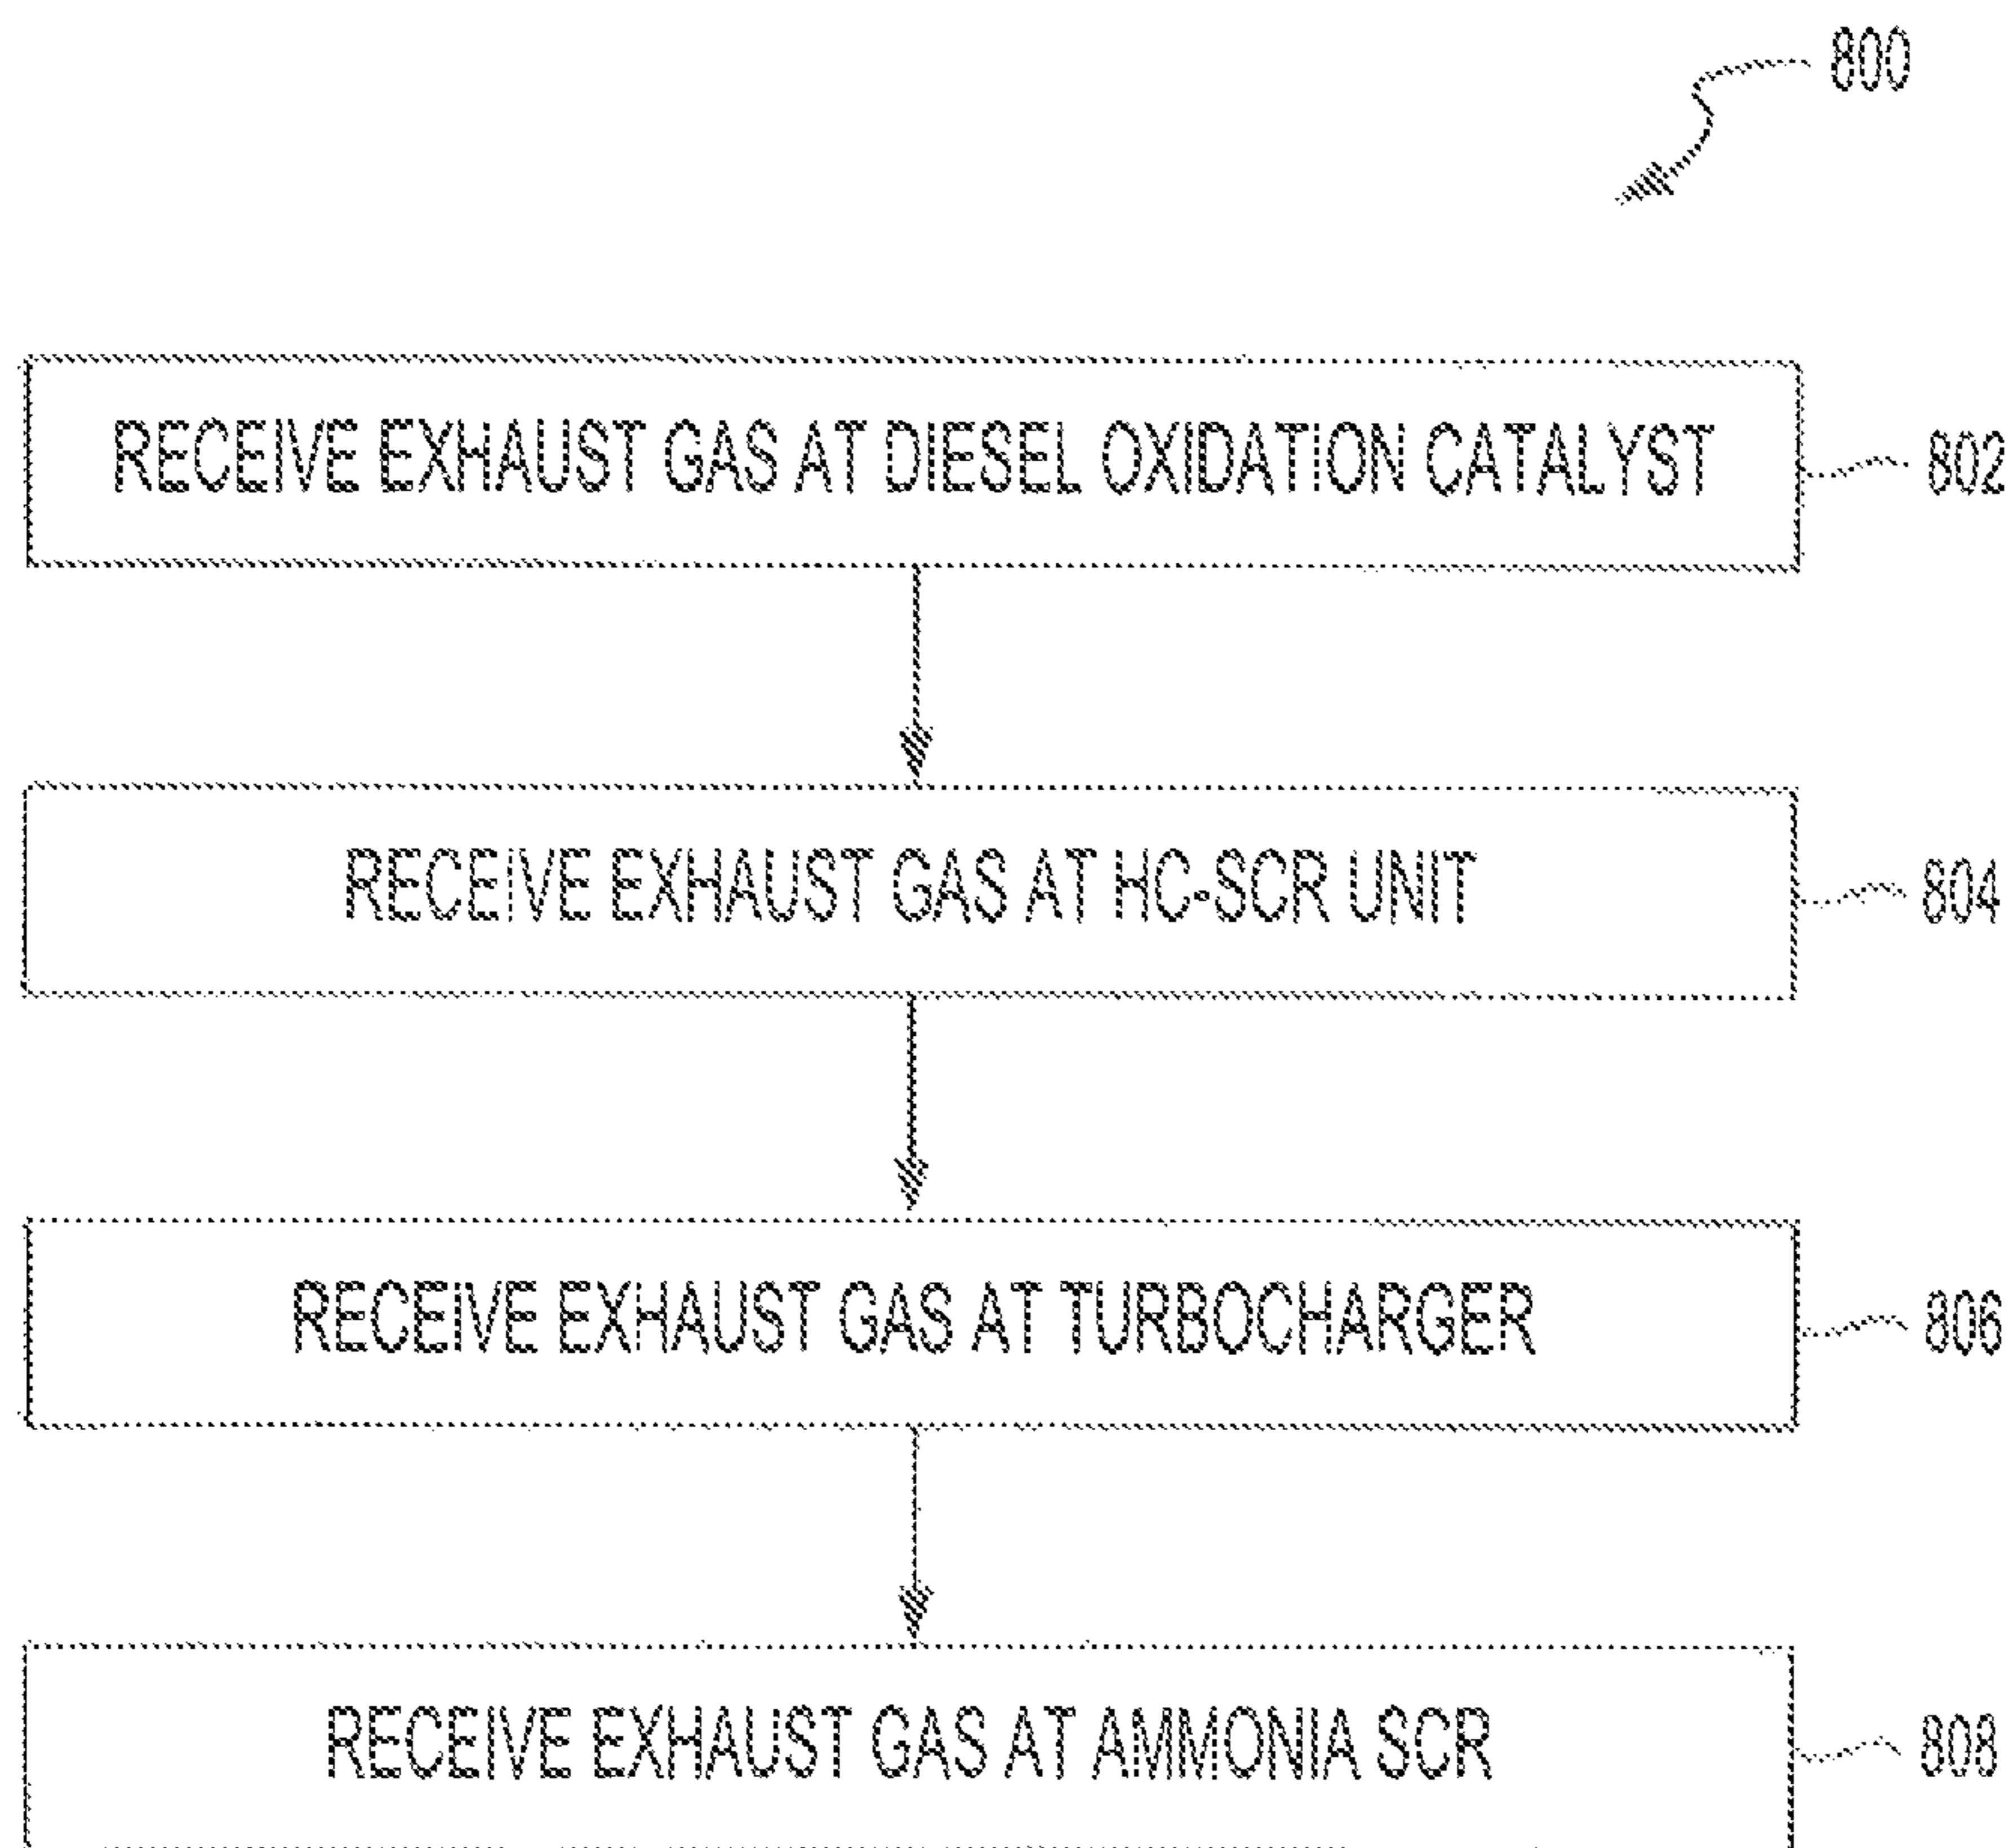 800
RECEIVE EXHAUST GAS AT DIESEL OXIDATION CATALYST
802
RECEIVE EXHAUST GAS AT HC-SCR UNIT
804
RECEIVE EXHAUST GAS AT TURBOCHARGER
806
RECEIVE EXHAUST GAS AT AMMONIA SCR
808